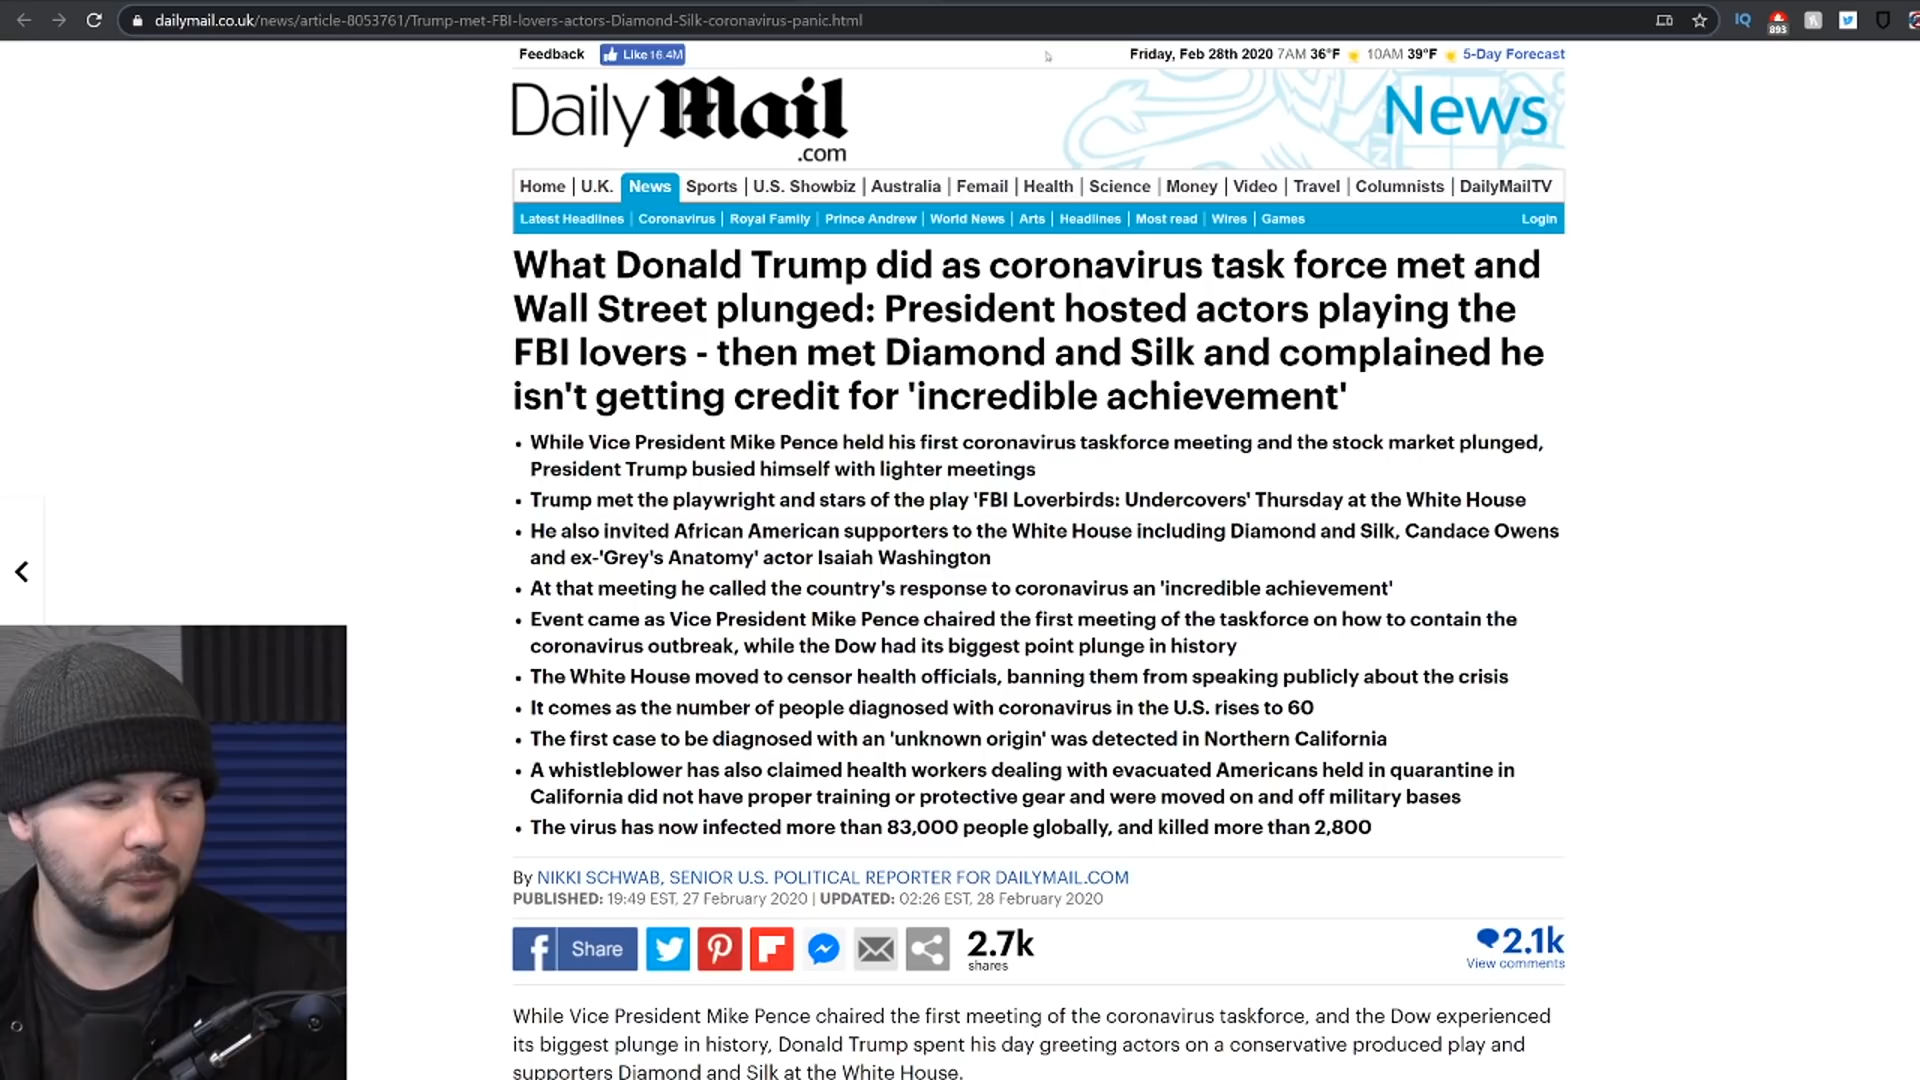 dailymail.co.uk/news/article-8053761/Trump-met-FBI-lovers-actors-Diamond-Silk-coronavirus-panic.html
IQ
893
Feedback
Like 16.4M
Friday, Feb 28th 2020 7AM 36°F 10AM 39°F 5-Day Forecast
Daily Mail
.com
News
Home | U.K. News Sports | U.S. Showbiz | Australia | Femail | Health | Science | Money | Video | Travel | Columnists | DailyMailTV
Latest Headlines | Coronavirus | Royal Family | Prince Andrew | World News | Arts | Headlines | Most read | Wires | Games Login
What Donald Trump did as coronavirus task force met and
Wall Street plunged: President hosted actors playing the
FBI lovers - then met Diamond and Silk and complained he
isn't getting credit for 'incredible achievement'
• While Vice President Mike Pence held his first coronavirus taskforce meeting and the stock market plunged,
President Trump busied himself with lighter meetings
• Trump met the playwright and stars of the play 'FBI Loverbirds: Undercovers' Thursday at the White House
• He also invited African American supporters to the White House including Diamond and Silk, Candace Owens
and ex-'Grey's Anatomy' actor Isaiah Washington
• At that meeting he called the country's response to coronavirus an 'incredible achievement'
• Event came as Vice President Mike Pence chaired the first meeting of the taskforce on how to contain the
coronavirus outbreak, while the Dow had its biggest point plunge in history
• The White House moved to censor health officials, banning them from speaking publicly about the crisis
• It comes as the number of people diagnosed with coronavirus in the U.S. rises to 60
• The first case to be diagnosed with an 'unknown origin' was detected in Northern California
• A whistleblower has also claimed health workers dealing with evacuated Americans held in quarantine in
California did not have proper training or protective gear and were moved on and off military bases
• The virus has now infected more than 83,000 people globally, and killed more than 2,800
By NIKKI SCHWAB, SENIOR U.S. POLITICAL REPORTER FOR DAILYMAIL.COM
PUBLISHED: 19:49 EST, 27 February 2020 | UPDATED: 02:26 EST, 28 February 2020
f Share
2.7k
shares
2.1k
View comments
While Vice President Mike Pence chaired the first meeting of the coronavirus taskforce, and the Dow experienced
its biggest plunge in history, Donald Trump spent his day greeting actors on a conservative produced play and
supporters Diamond and Silk at the White House.